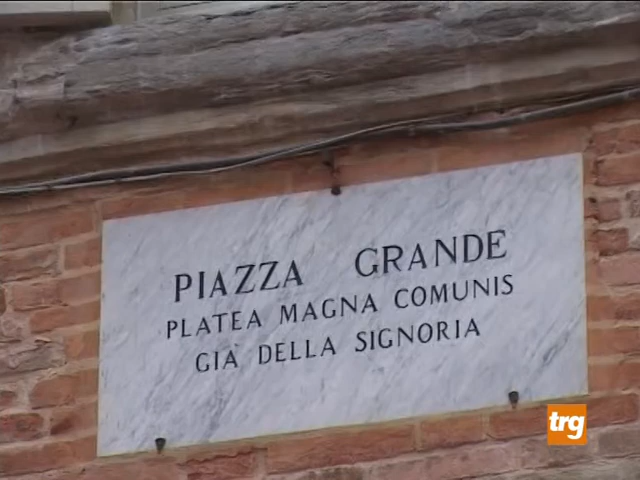 PIAZZA GRANDE
PLATEA MAGNA COMUNIS
GIA DELLA SIGNORIA
trg